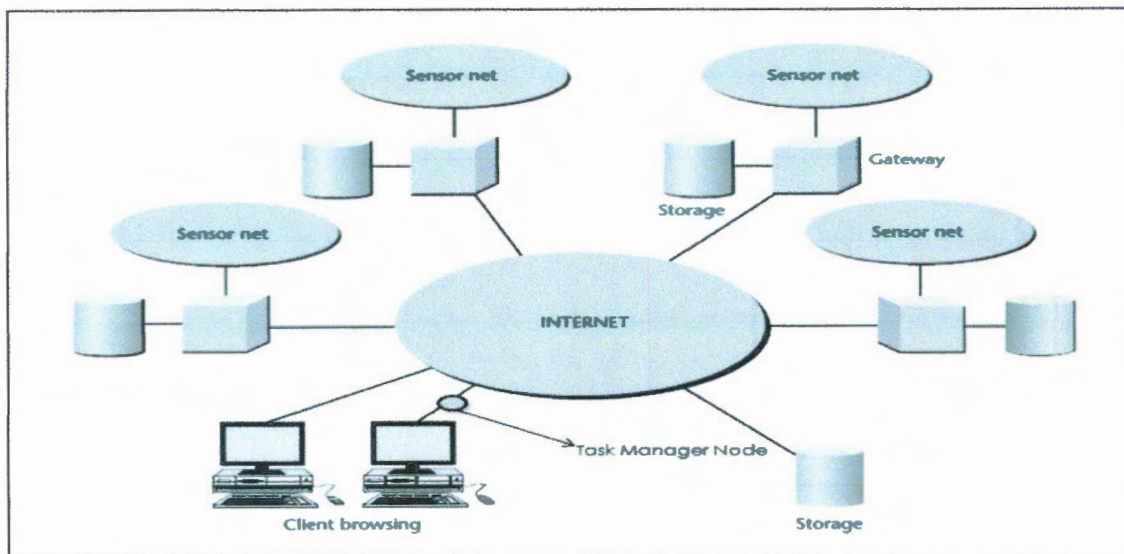 Sensor net
Sensor net
Gateway
Storage
Sensor net
Sensor net
INTERNET
Task Manager Node
Client browsing
Storage